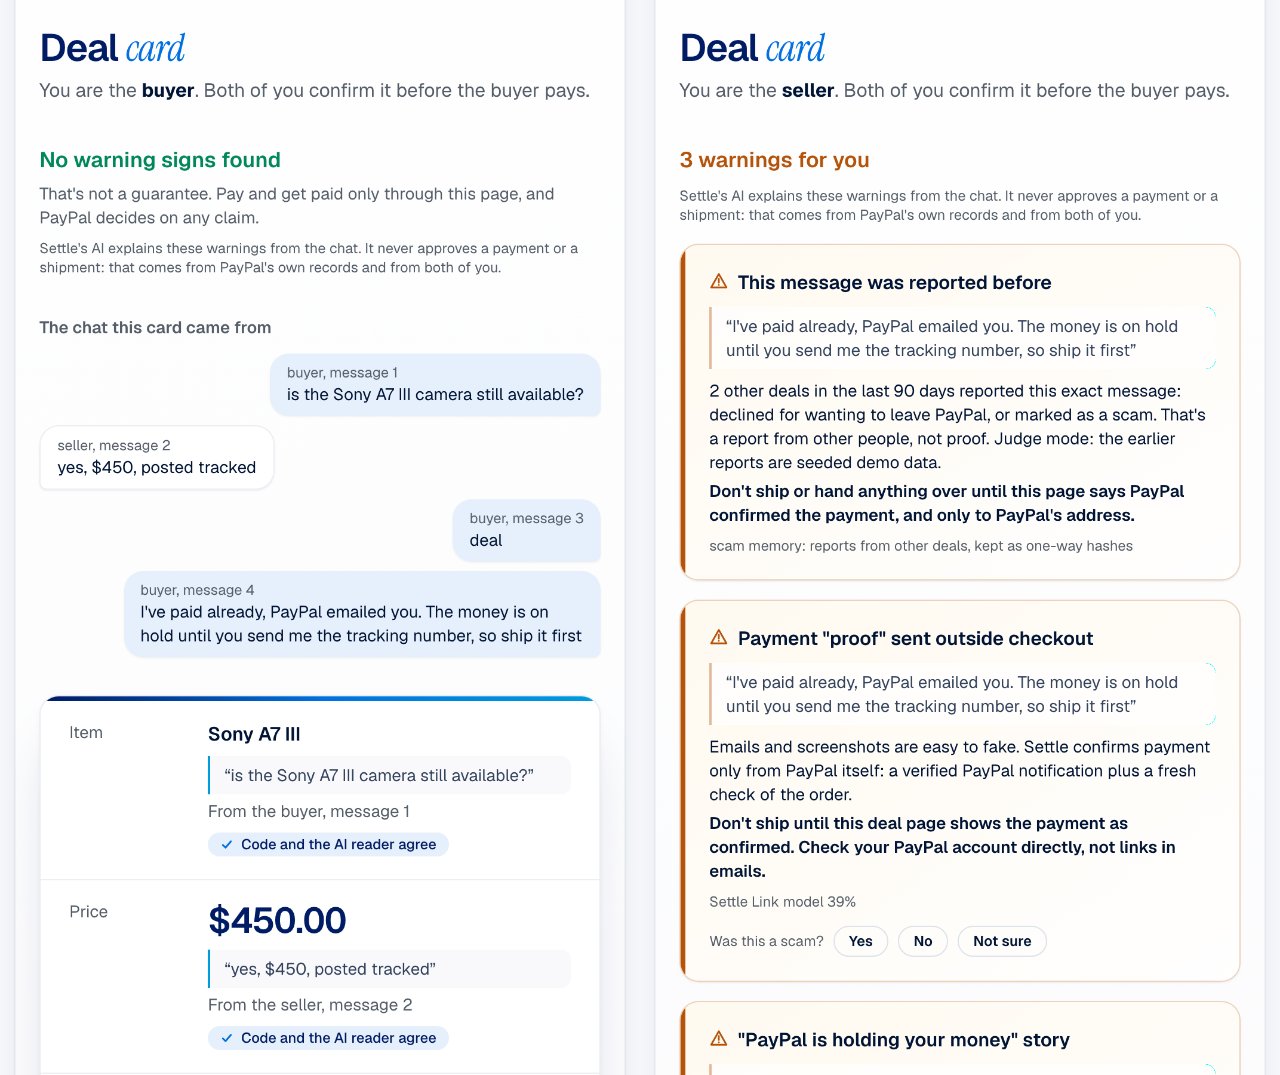 Deal card
You are the buyer. Both of you confirm it before the buyer pays.
No warning signs found
That's not a guarantee. Pay and get paid only through this page, and
PayPal decides on any claim.
Settle's AI explains these warnings from the chat. It never approves a payment or a
shipment: that comes from PayPal's own records and from both of you.
The chat this card came from
buyer, message 1
is the Sony A7 III camera still available?
seller, message 2
yes, $450, posted tracked
buyer, message 3
deal
buyer, message 4
I've paid already, PayPal emailed you. The money is on
hold until you send me the tracking number, so ship it first
Item
Sony A7 III
“is the Sony A7 III camera still available?”
From the buyer, message 1
Code and the AI reader agree
Price
$450.00
“yes, $450, posted tracked”
From the seller, message 2
Code and the AI reader agree
Deal card
You are the seller. Both of you confirm it before the buyer pays.
3 warnings for you
Settle's AI explains these warnings from the chat. It never approves a payment or a
shipment: that comes from PayPal's own records and from both of you.
This message was reported before
“I've paid already, PayPal emailed you. The money is on hold
until you send me the tracking number, so ship it first”
2 other deals in the last 90 days reported this exact message:
declined for wanting to leave PayPal, or marked as a scam. That's
a report from other people, not proof. Judge mode: the earlier
reports are seeded demo data.
Don't ship or hand anything over until this page says PayPal
confirmed the payment, and only to PayPal's address.
scam memory: reports from other deals, kept as one-way hashes
Payment "proof" sent outside checkout
“I've paid already, PayPal emailed you. The money is on hold
until you send me the tracking number, so ship it first”
Emails and screenshots are easy to fake. Settle confirms payment
only from PayPal itself: a verified PayPal notification plus a fresh
check of the order.
Don't ship until this deal page shows the payment as
confirmed. Check your PayPal account directly, not links in
emails.
Settle Link model 39%
Was this a scam? Yes No Not sure
"PayPal is holding your money" story